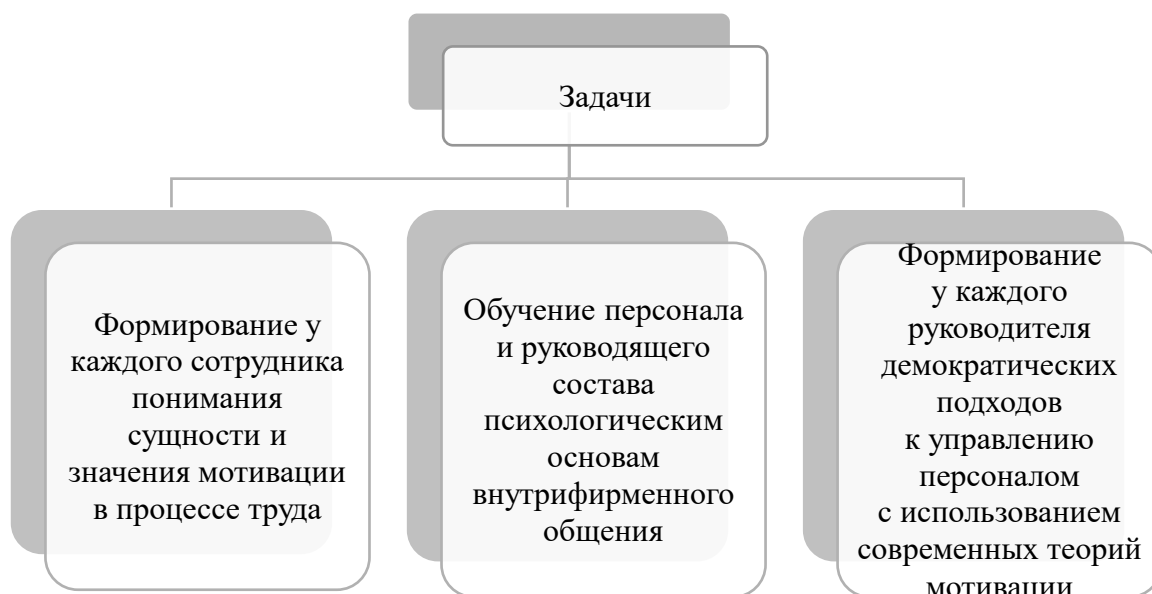 Задачи
Формирование у
каждого сотрудника
понимания
сущности и
значения мотивации
в процессе труда
Обучение персонала
и руководящего
состава
психологическим
основам
внутрифирменного
общения
Формирование
у каждого
руководителя
демократических
подходов
к управлению
персоналом
с использованием
современных теорий
мотивации